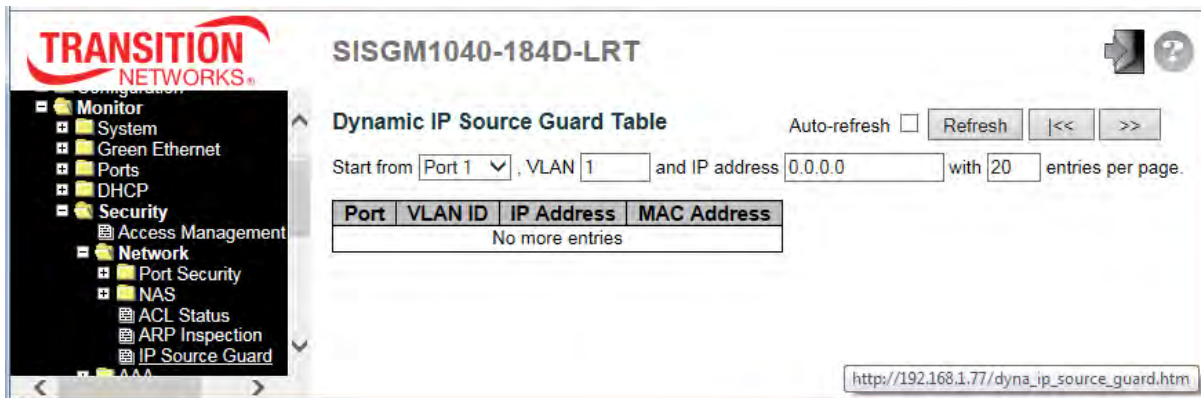 TRANSITION
NETWORKS®
SISGM1040-184D-LRT
Configuration
Monitor
System
Green Ethernet
Ports
DHCP
Security
Access Management
Network
Port Security
NAS
ACL Status
ARP Inspection
IP Source Guard
AAA
Dynamic IP Source Guard Table
Auto-refresh Refresh |<< >>
Start from Port 1 , VLAN 1 and IP address 0.0.0.0 with 20 entries per page.
Port VLAN ID IP Address MAC Address
No more entries
http://192.168.1.77/dyna_ip_source_guard.htm